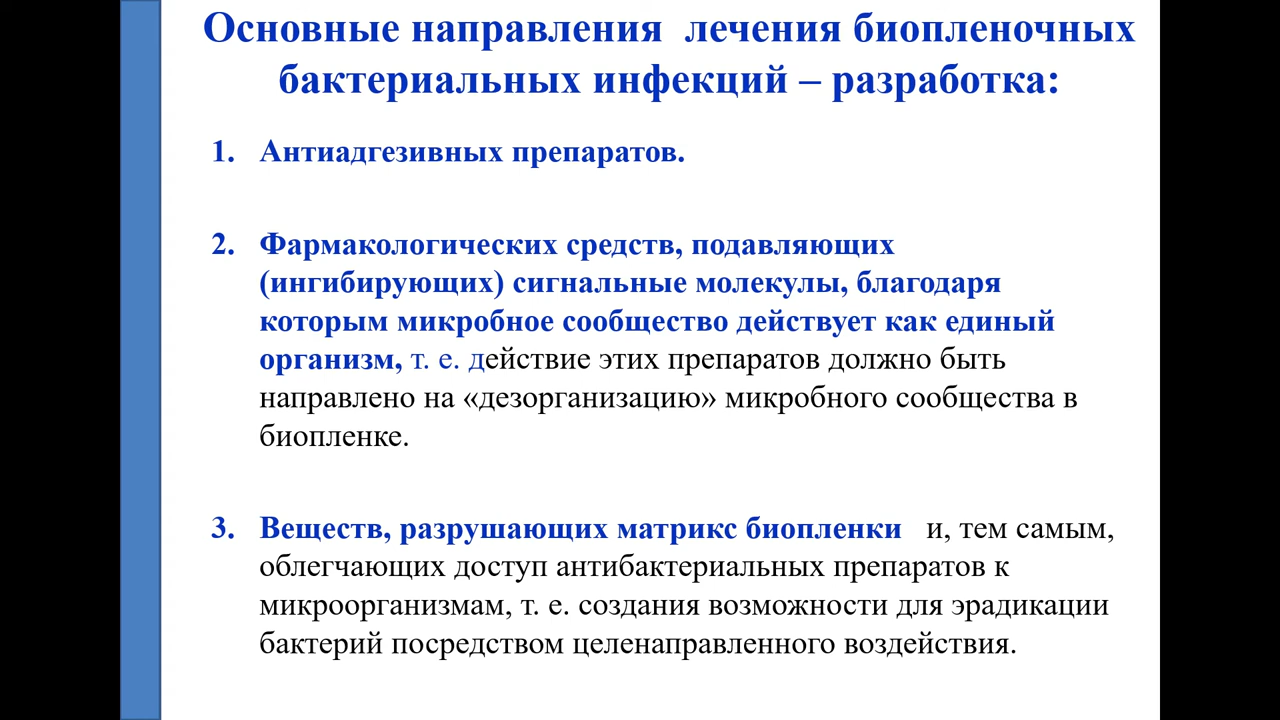 Основные направления лечения биопленочных
бактериальных инфекций – разработка:
1. Антиадгезивных препаратов.
2. Фармакологических средств, подавляющих
(ингибирующих) сигнальные молекулы, благодаря
которым микробное сообщество действует как единый
организм, т. е. действие этих препаратов должно быть
направлено на «дезорганизацию» микробного сообщества в
биопленке.
3. Веществ, разрушающих матрикс биопленки и, тем самым,
облегчающих доступ антибактериальных препаратов к
микроорганизмам, т. е. создания возможности для эрадикации
бактерий посредством целенаправленного воздействия.